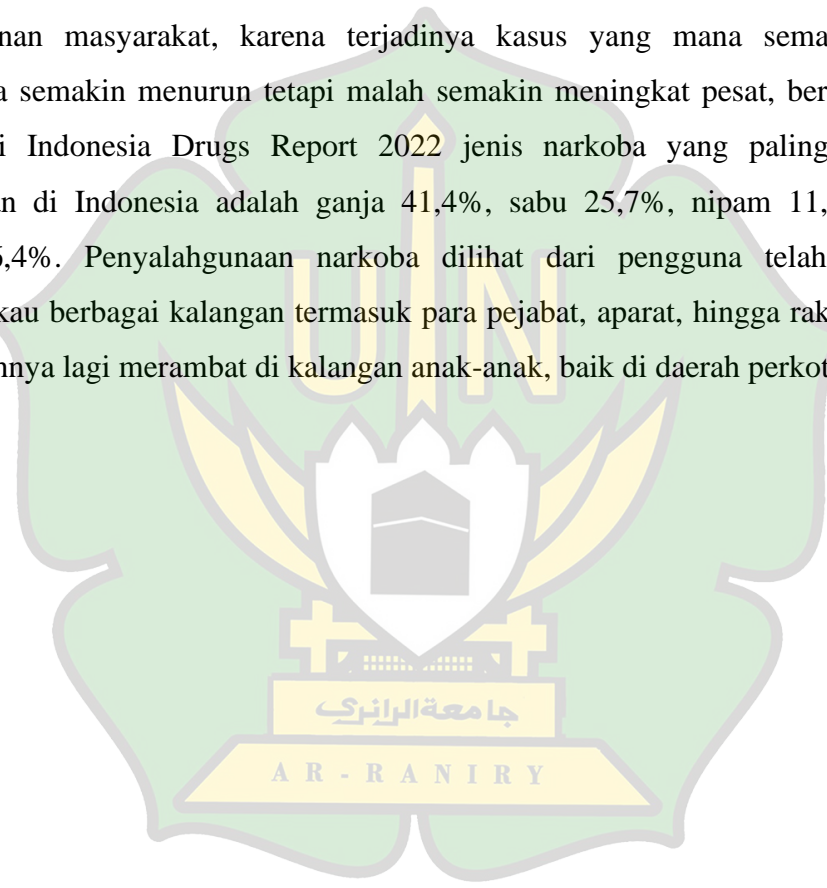 nan masyarakat, karena terjadinya kasus yang mana sema
a semakin menurun tetapi malah semakin meningkat pesat, ber
i Indonesia Drugs Report 2022 jenis narkoba yang paling
n di Indonesia adalah ganja 41,4%, sabu 25,7%, nipam 11,
5,4%. Penyalahgunaan narkoba dilihat dari pengguna telah
kau berbagai kalangan termasuk para pejabat, aparat, hingga rak
nnya lagi merambat di kalangan anak-anak, baik di daerah perkot
UIN
جامعة الرانري
AR-RANIRY